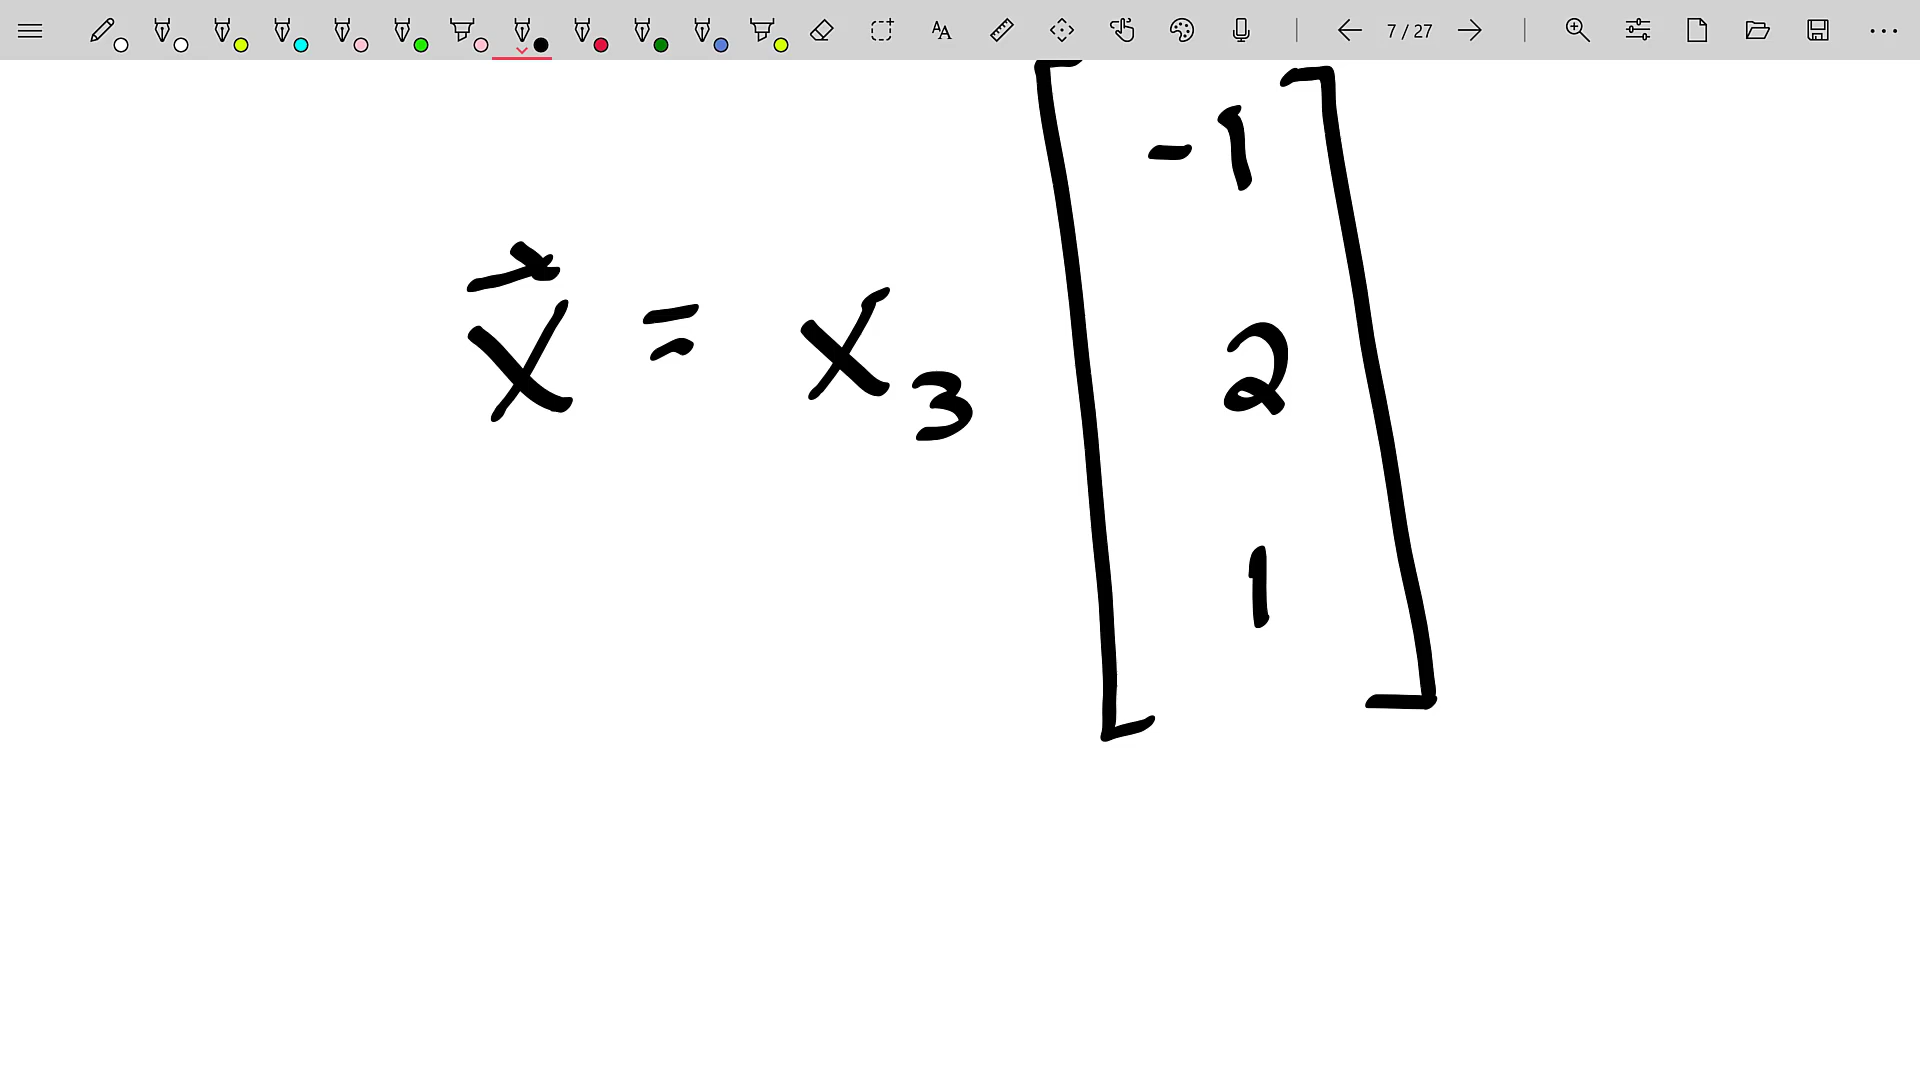 7 / 27
-1
x⃗ = x₃ 2
1